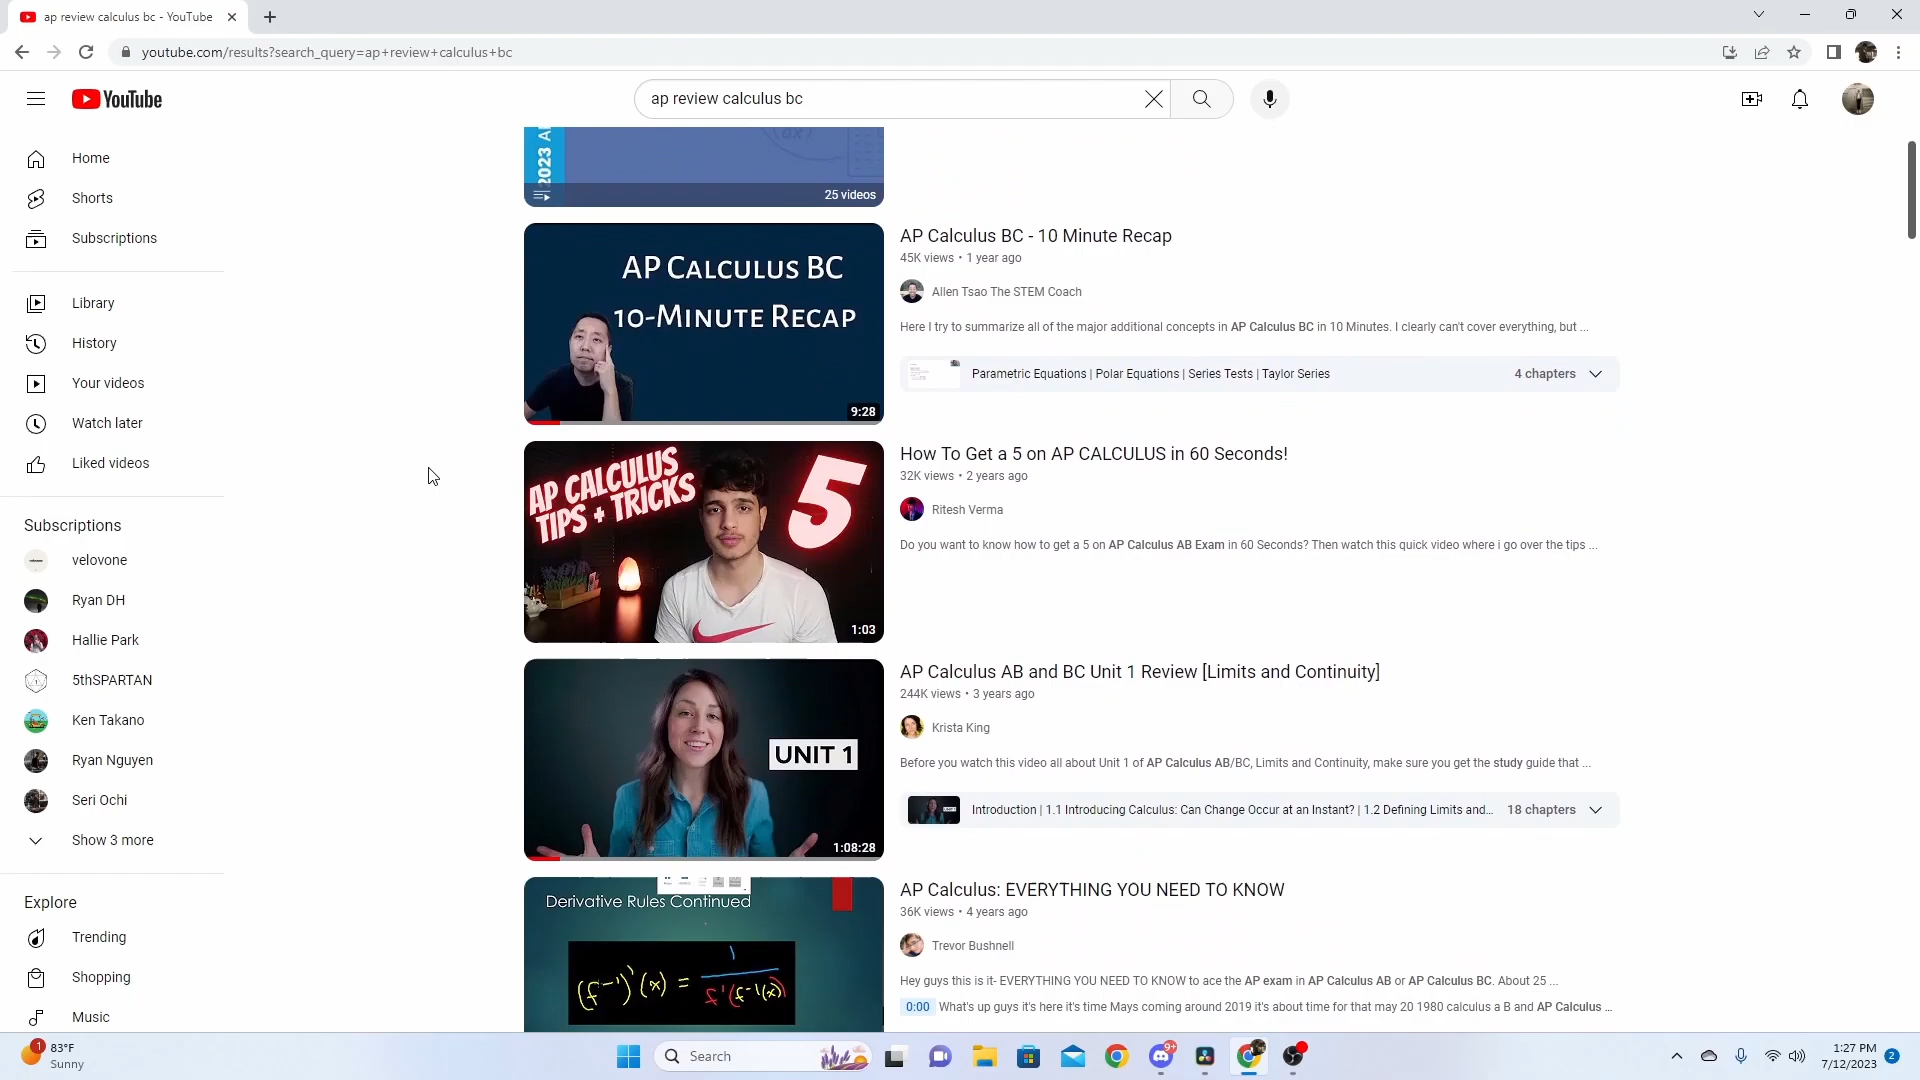 ap review calculus bc - YouTube
youtube.com/results?search_query=ap+review+calculus+bc
YouTube
ap review calculus bc
Home
Shorts
Subscriptions
Library
History
Your videos
Watch later
Liked videos
Subscriptions
velovone
Ryan DH
Hallie Park
5thSPARTAN
Ken Takano
Ryan Nguyen
Seri Ochi
Show 3 more
Explore
Trending
Shopping
Music
2023
25 videos
AP CALCULUS BC
10-MINUTE RECAP
9:28
AP Calculus BC - 10 Minute Recap
45K views • 1 year ago
Allen Tsao The STEM Coach
Here I try to summarize all of the major additional concepts in AP Calculus BC in 10 Minutes. I clearly can't cover everything, but ...
Parametric Equations | Polar Equations | Series Tests | Taylor Series
4 chapters
AP CALCULUS
TIPS + TRICKS
5
1:03
How To Get a 5 on AP CALCULUS in 60 Seconds!
32K views • 2 years ago
Ritesh Verma
Do you want to know how to get a 5 on AP Calculus AB Exam in 60 Seconds? Then watch this quick video where i go over the tips ...
UNIT 1
1:08:28
AP Calculus AB and BC Unit 1 Review [Limits and Continuity]
244K views • 3 years ago
Krista King
Before you watch this video all about Unit 1 of AP Calculus AB/BC, Limits and Continuity, make sure you get the study guide that ...
Introduction | 1.1 Introducing Calculus: Can Change Occur at an Instant? | 1.2 Defining Limits and...
18 chapters
Derivative Rules Continued
(f⁻¹)'(x) = 1 / f'(f⁻¹(x))
AP Calculus: EVERYTHING YOU NEED TO KNOW
36K views • 4 years ago
Trevor Bushnell
Hey guys this is it- EVERYTHING YOU NEED TO KNOW to ace the AP exam in AP Calculus AB or AP Calculus BC. About 25 ...
0:00 What's up guys it's here it's time Mays coming around 2019 it's about time for that may 20 1980 calculus a B and AP Calculus ...
1
83°F
Sunny
Search
9+
1:27 PM
7/12/2023
2